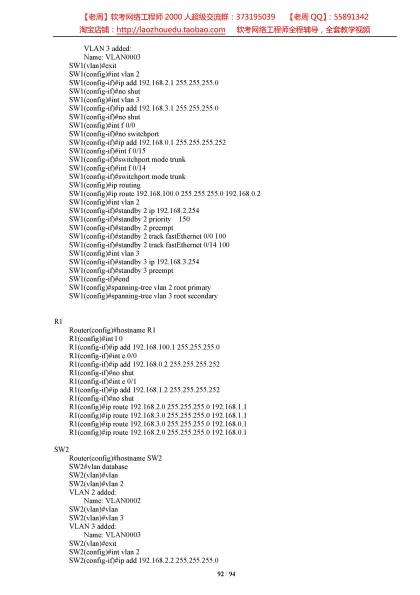 【老周】软考网络工程师 2000 人超级交流群：373195039 【老周 QQ】：55891342
淘宝店铺：http://laozhouedu.taobao.com 软考网络工程师全程辅导，全套教学视频
VLAN 3 added:
Name: VLAN0003
SW1(vlan)#exit
SW1(config)#int vlan 2
SW1(config-if)#ip add 192.168.2.1 255.255.255.0
SW1(config-if)#no shut
SW1(config-if)#int vlan 3
SW1(config-if)#ip add 192.168.3.1 255.255.255.0
SW1(config-if)#no shut
SW1(config-if)#int f 0/0
SW1(config-if)#no switchport
SW1(config-if)#ip add 192.168.0.1 255.255.255.252
SW1(config-if)#int f 0/15
SW1(config-if)#switchport mode trunk
SW1(config-if)#int f 0/14
SW1(config-if)#switchport mode trunk
SW1(config)#ip routing
SW1(config)#ip route 192.168.100.0 255.255.255.0 192.168.0.2
SW1(config)#int vlan 2
SW1(config-if)#standby 2 ip 192.168.2.254
SW1(config-if)#standby 2 priority 150
SW1(config-if)#standby 2 preempt
SW1(config-if)#standby 2 track fastEthernet 0/0 100
SW1(config-if)#standby 2 track fastEthernet 0/14 100
SW1(config-if)#int vlan 3
SW1(config-if)#standby 3 ip 192.168.3.254
SW1(config-if)#standby 3 preempt
SW1(config-if)#end
SW1(config)#spanning-tree vlan 2 root primary
SW1(config)#spanning-tree vlan 3 root secondary
R1
Router(config)#hostname R1
R1(config)#int l 0
R1(config-if)#ip add 192.168.100.1 255.255.255.0
R1(config-if)#int e 0/0
R1(config-if)#ip add 192.168.0.2 255.255.255.252
R1(config-if)#no shut
R1(config-if)#int e 0/1
R1(config-if)#ip add 192.168.1.2 255.255.255.252
R1(config-if)#no shut
R1(config)#ip route 192.168.2.0 255.255.255.0 192.168.1.1
R1(config)#ip route 192.168.3.0 255.255.255.0 192.168.1.1
R1(config)#ip route 192.168.3.0 255.255.255.0 192.168.0.1
R1(config)#ip route 192.168.2.0 255.255.255.0 192.168.0.1
SW2
Router(config)#hostname SW2
SW2#vlan database
SW2(vlan)#vlan
SW2(vlan)#vlan 2
VLAN 2 added:
Name: VLAN0002
SW2(vlan)#vlan
SW2(vlan)#vlan 3
VLAN 3 added:
Name: VLAN0003
SW2(vlan)#exit
SW2(config)#int vlan 2
SW2(config-if)#ip add 192.168.2.2 255.255.255.0
92 / 94